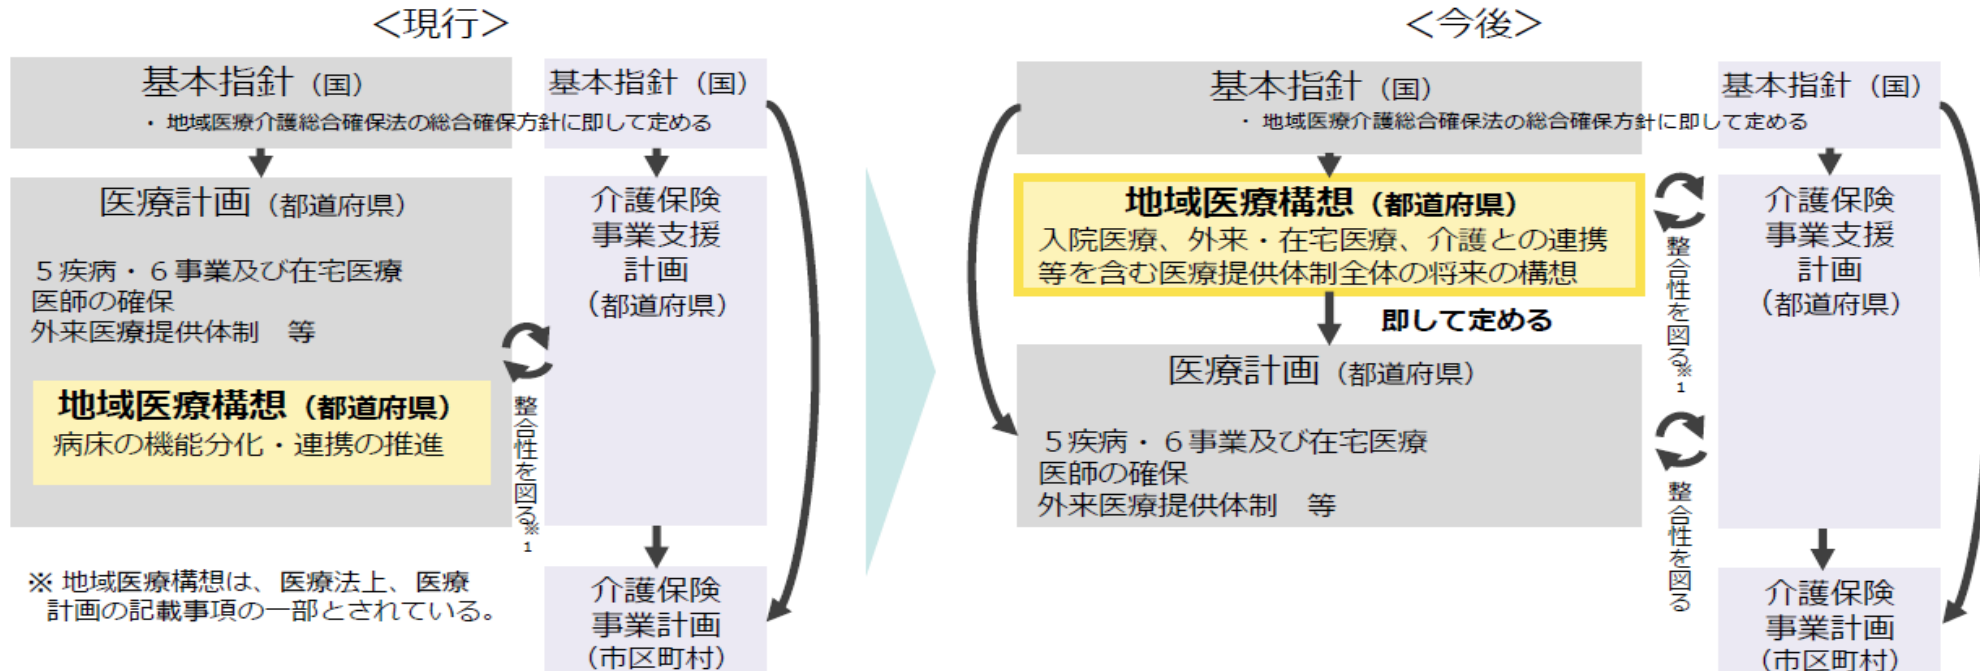 ＜現行＞
基本指針（国）
・ 地域医療介護総合確保法の総合確保方針に即して定める
医療計画（都道府県）
５疾病・６事業及び在宅医療
医師の確保
外来医療提供体制　等
地域医療構想（都道府県）
病床の機能分化・連携の推進
※ 地域医療構想は、医療法上、医療
計画の記載事項の一部とされている。
整合性を図る※1
基本指針（国）
介護保険
事業支援
計画
（都道府県）
介護保険
事業計画
（市区町村）
＜今後＞
基本指針（国）
・ 地域医療介護総合確保法の総合確保方針に即して定める
地域医療構想（都道府県）
入院医療、外来・在宅医療、介護との連携
等を含む医療提供体制全体の将来の構想
即して定める
医療計画（都道府県）
５疾病・６事業及び在宅医療
医師の確保
外来医療提供体制　等
整合性を図る※1
整合性を図る
基本指針（国）
介護保険
事業支援
計画
（都道府県）
介護保険
事業計画
（市区町村）